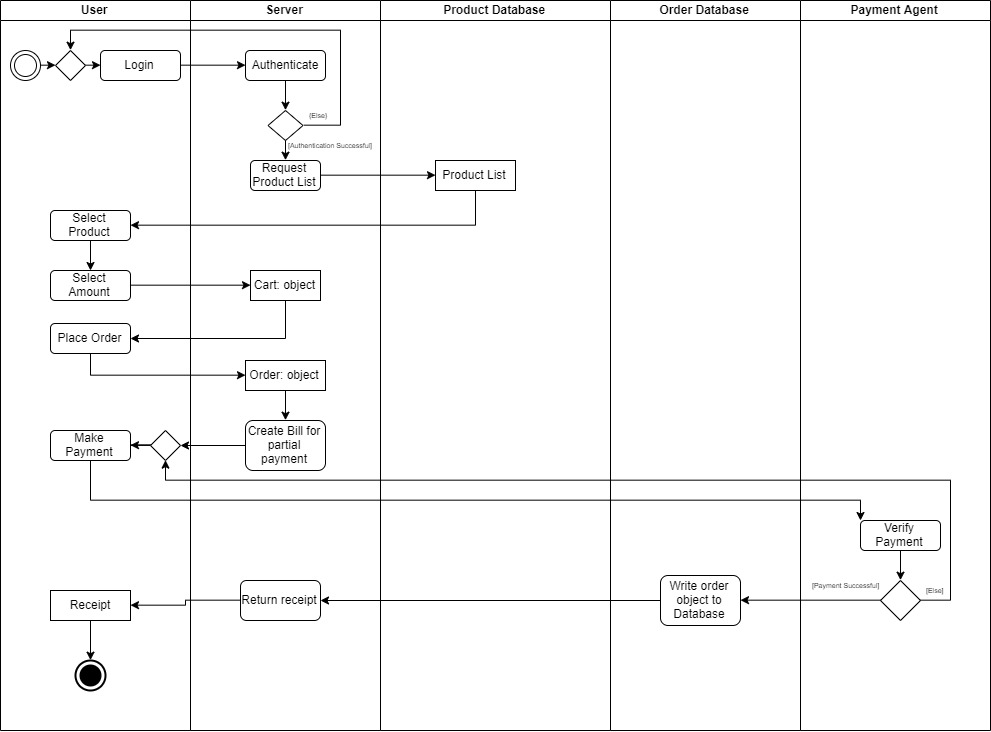 User
Server
Product Database
Order Database
Payment Agent
Login
Authenticate
{Else}
[Authentication Successful]
Request
Product List
Product List
Select
Product
Select
Amount
Cart: object
Place Order
Order: object
Create Bill for
partial
payment
Make
Payment
Verify
Payment
[Payment Successful]
[Else]
Write order
object to
Database
Return receipt
Receipt